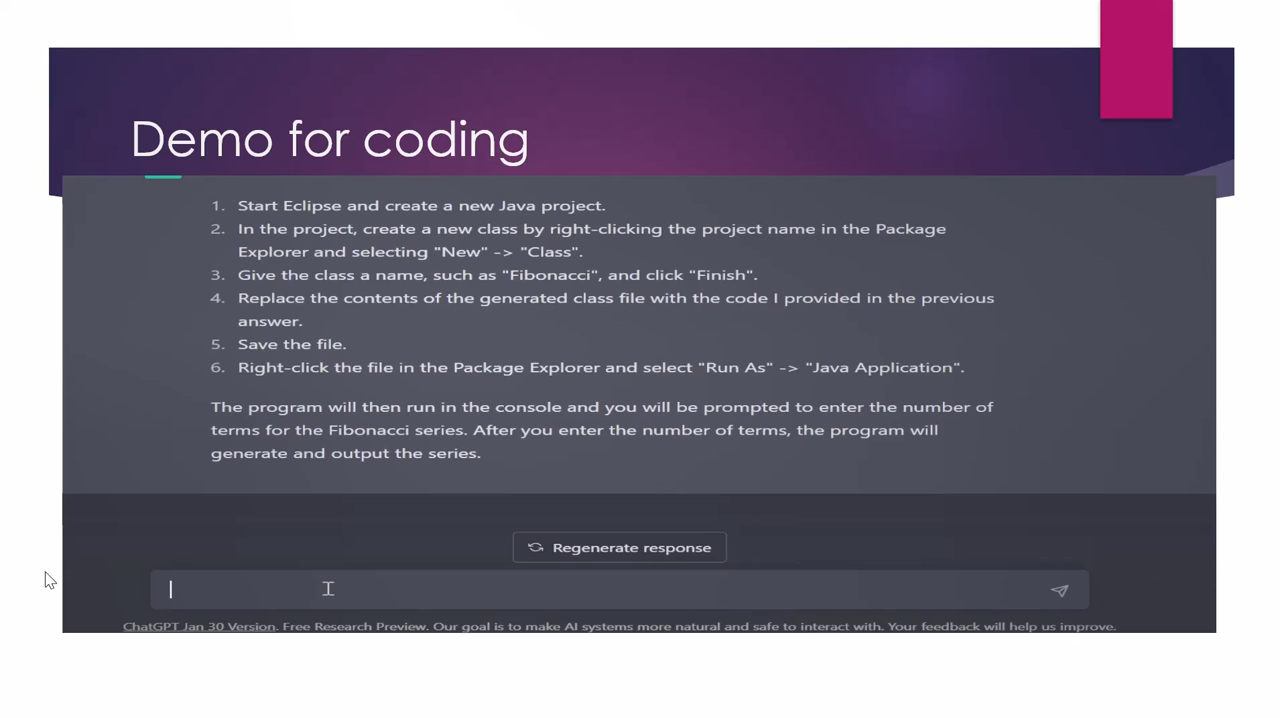 Demo for coding
1. Start Eclipse and create a new Java project.
2. In the project, create a new class by right-clicking the project name in the Package
Explorer and selecting "New" -> "Class".
3. Give the class a name, such as "Fibonacci", and click "Finish".
4. Replace the contents of the generated class file with the code I provided in the previous
answer.
5. Save the file.
6. Right-click the file in the Package Explorer and select "Run As" -> "Java Application".
The program will then run in the console and you will be prompted to enter the number of
terms for the Fibonacci series. After you enter the number of terms, the program will
generate and output the series.
Regenerate response
ChatGPT Jan 30 Version. Free Research Preview. Our goal is to make AI systems more natural and safe to interact with. Your feedback will help us improve.